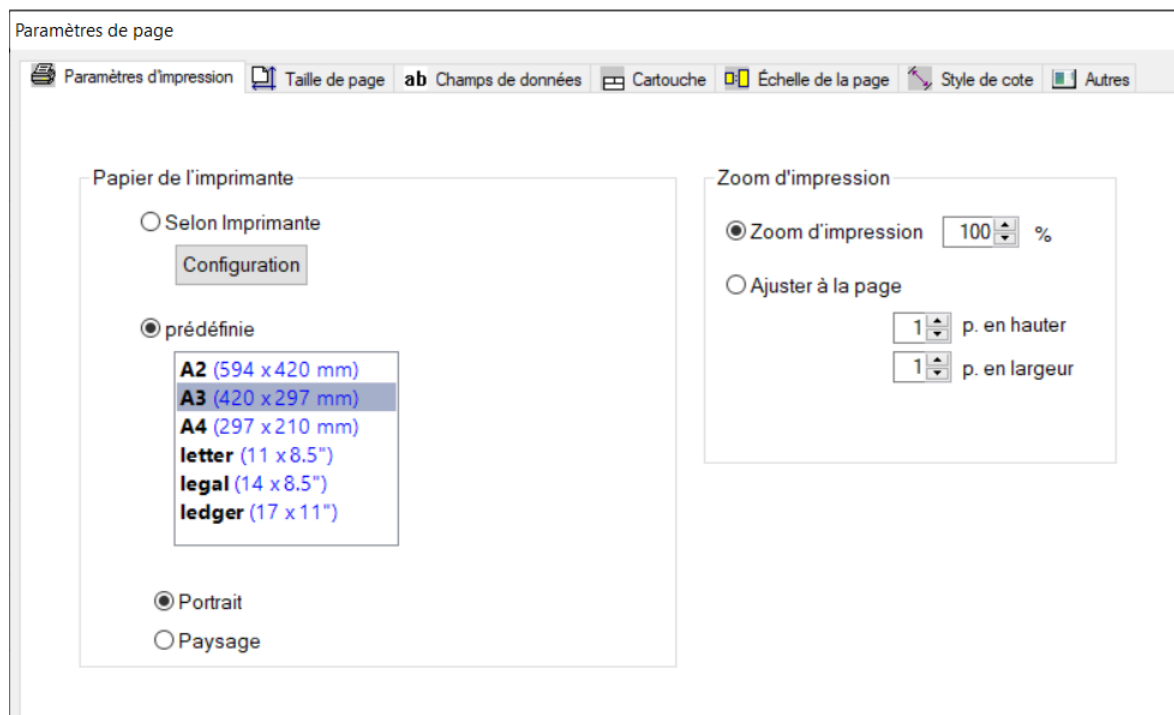 Paramètres de page
Paramètres d'impression Taille de page ab Champs de données Cartouche Échelle de la page Style de cote Autres
Papier de l'imprimante
Selon Imprimante
Configuration
prédéfinie
A2 (594 x 420 mm)
A3 (420 x 297 mm)
A4 (297 x 210 mm)
letter (11 x 8.5")
legal (14 x 8.5")
ledger (17 x 11")
Portrait
Paysage
Zoom d'impression
Zoom d'impression 100 %
Ajuster à la page
1 p. en hauter
1 p. en largeur